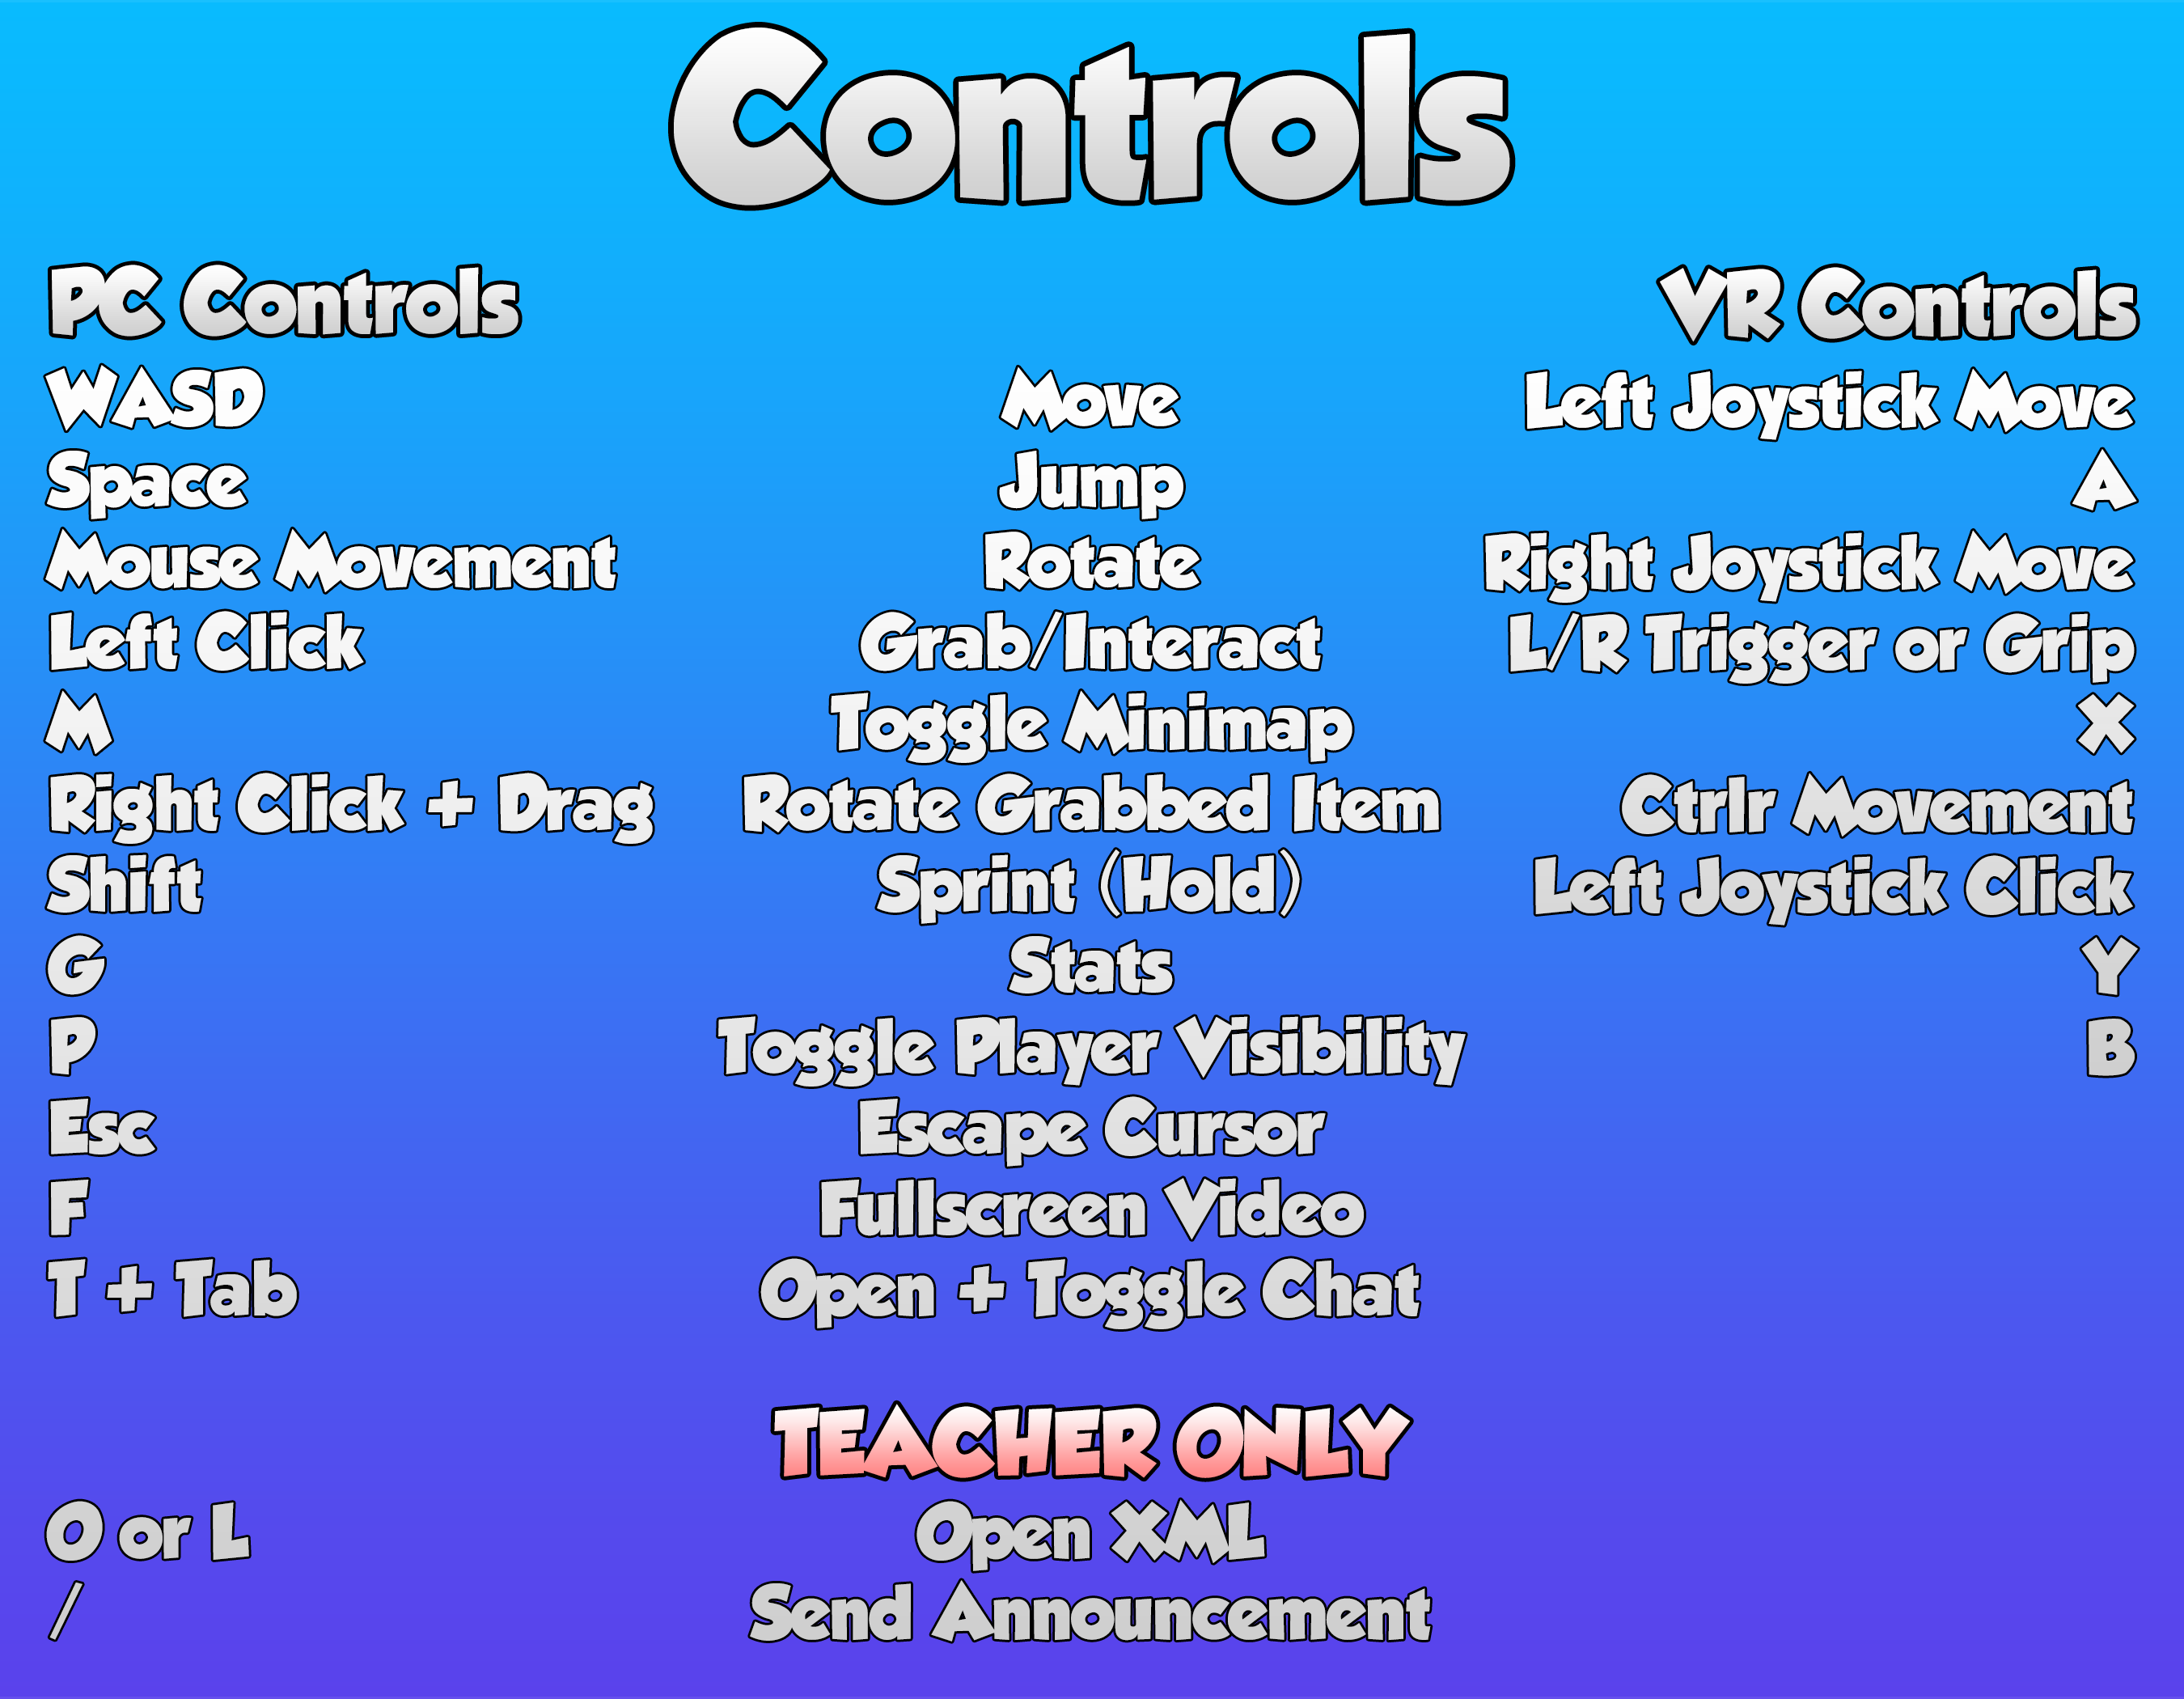 Controls
PC Controls VR Controls
WASD Move Left Joystick Move
Space Jump A
Mouse Movement Rotate Right Joystick Move
Left Click Grab/Interact L/R Trigger or Grip
M Toggle Minimap X
Right Click + Drag Rotate Grabbed Item Ctrlr Movement
Shift Sprint (Hold) Left Joystick Click
G Stats Y
P Toggle Player Visibility B
Esc Escape Cursor
F Fullscreen Video
T + Tab Open + Toggle Chat
TEACHER ONLY
O or L Open XML
/ Send Announcement